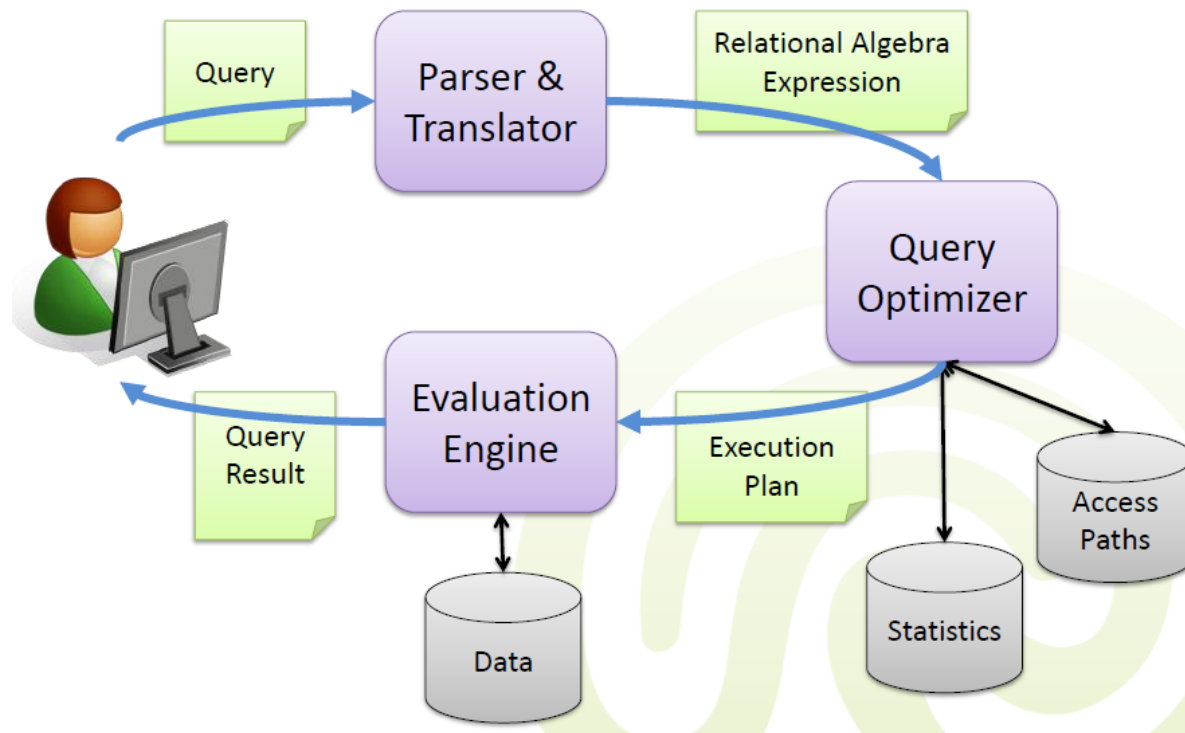 Query
Parser &
Translator
Relational Algebra
Expression
Query
Optimizer
Evaluation
Engine
Query
Result
Execution
Plan
Access
Paths
Statistics
Data